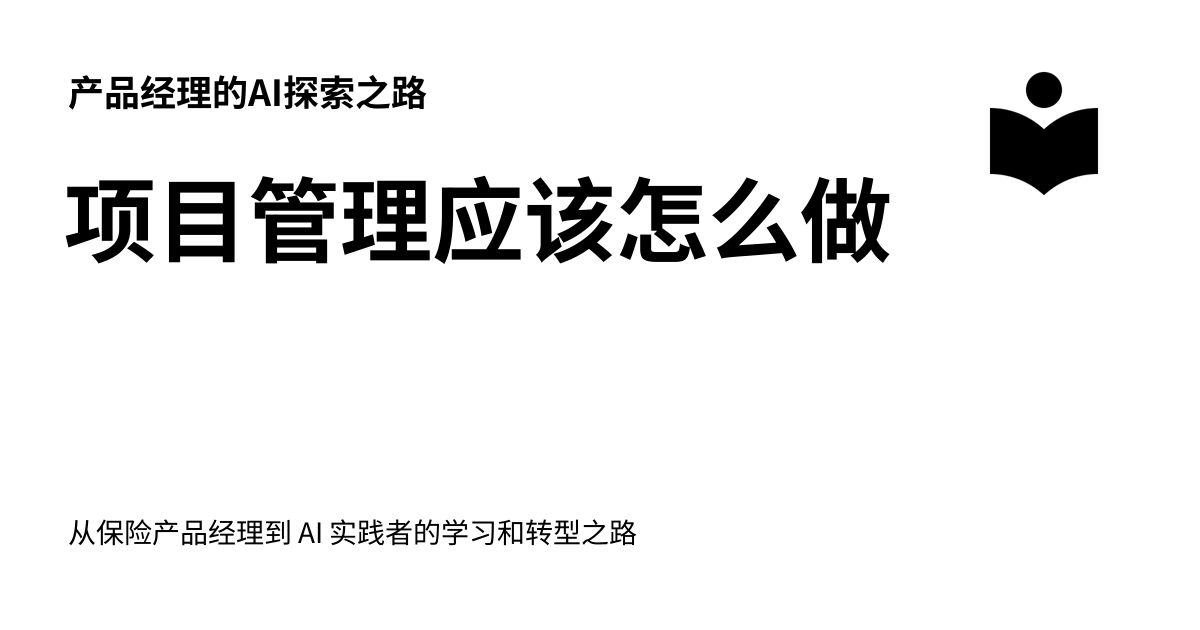 产品经理的AI探索之路
项目管理应该怎么做
从保险产品经理到 AI 实践者的学习和转型之路